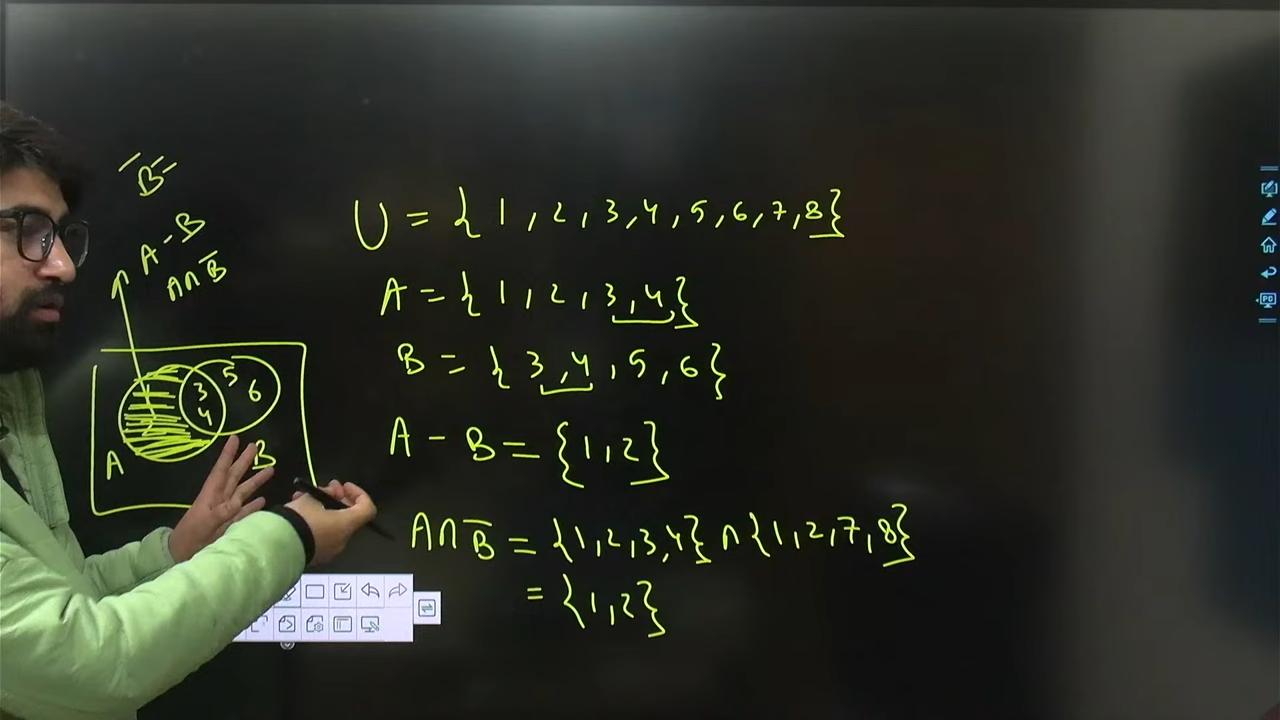 B̅
A - B
A∩B̅
3 5 6
4
A B
U = { 1 , 2 , 3 , 4 , 5 , 6 , 7 , 8 }
A = { 1 , 2 , 3 , 4 }
B = { 3 , 4 , 5 , 6 }
A - B = { 1 , 2 }
A∩B̅ = { 1 , 2 , 3 , 4 } ∩ { 1 , 2 , 7 , 8 }
= { 1 , 2 }
PC